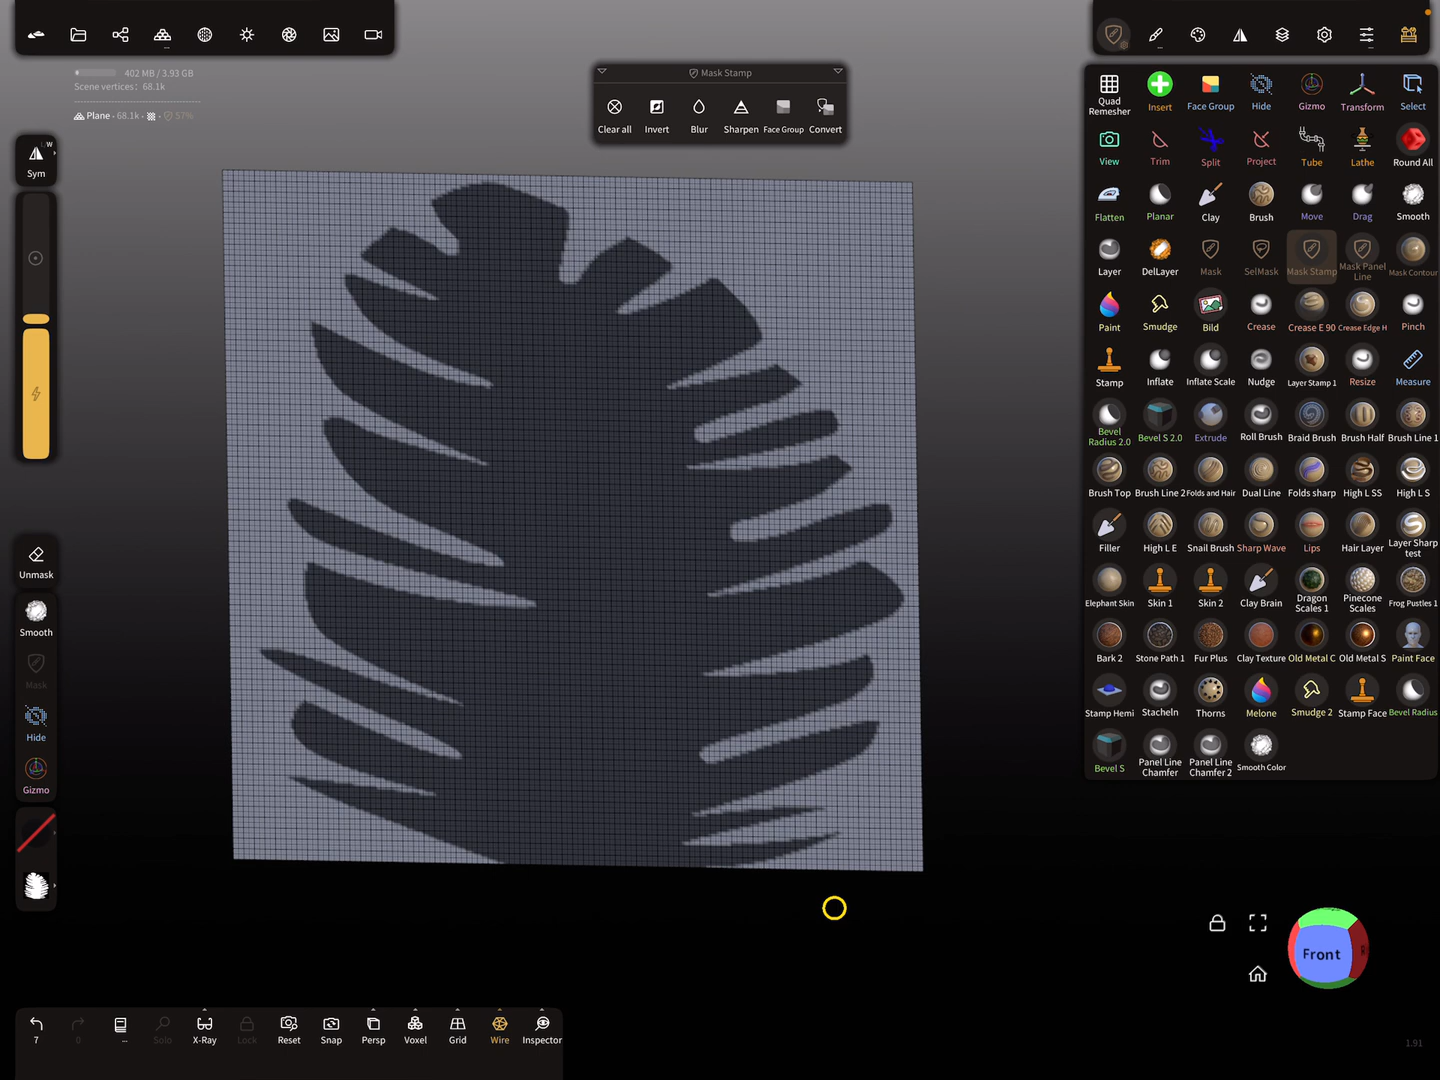 402 MB / 3.93 GB
Scene vertices: 68.1k
Plane - 68.1k - - 57%
Mask Stamp
Clear all Invert Blur Sharpen Face Group Convert
W
Sym
Unmask
Smooth
Mask
Hide
Gizmo
Quad Remesher Insert Face Group Hide Gizmo Transform Select
View Trim Split Project Tube Lathe Round All
Flatten Planar Clay Brush Move Drag Smooth
Layer DelLayer Mask SelMask Mask Stamp Mask Panel Line Mask Contour
Paint Smudge Bild Crease Crease E 90 Crease Edge H Pinch
Stamp Inflate Inflate Scale Nudge Layer Stamp 1 Resize Measure
Bevel Radius 2.0 Bevel S 2.0 Extrude Roll Brush Braid Brush Brush Half Brush Line 1
Brush Top Brush Line 2 Folds and Hair Dual Line Folds sharp High L SS High L S
Filler High L E Snail Brush Sharp Wave Lips Hair Layer Layer Sharp test
Elephant Skin Skin 1 Skin 2 Clay Brain Dragon Scales 1 Pinecone Scales Frog Pustles 1
Bark 2 Stone Path 1 Fur Plus Clay Texture Old Metal C Old Metal S Paint Face
Stamp Hemi Stacheln Thorns Melone Smudge 2 Stamp Face Bevel Radius
Bevel S Panel Line Chamfer Panel Line Chamfer 2 Smooth Color
Front
7 0 ... Solo X-Ray Lock Reset Snap Persp Voxel Grid Wire Inspector
1.91